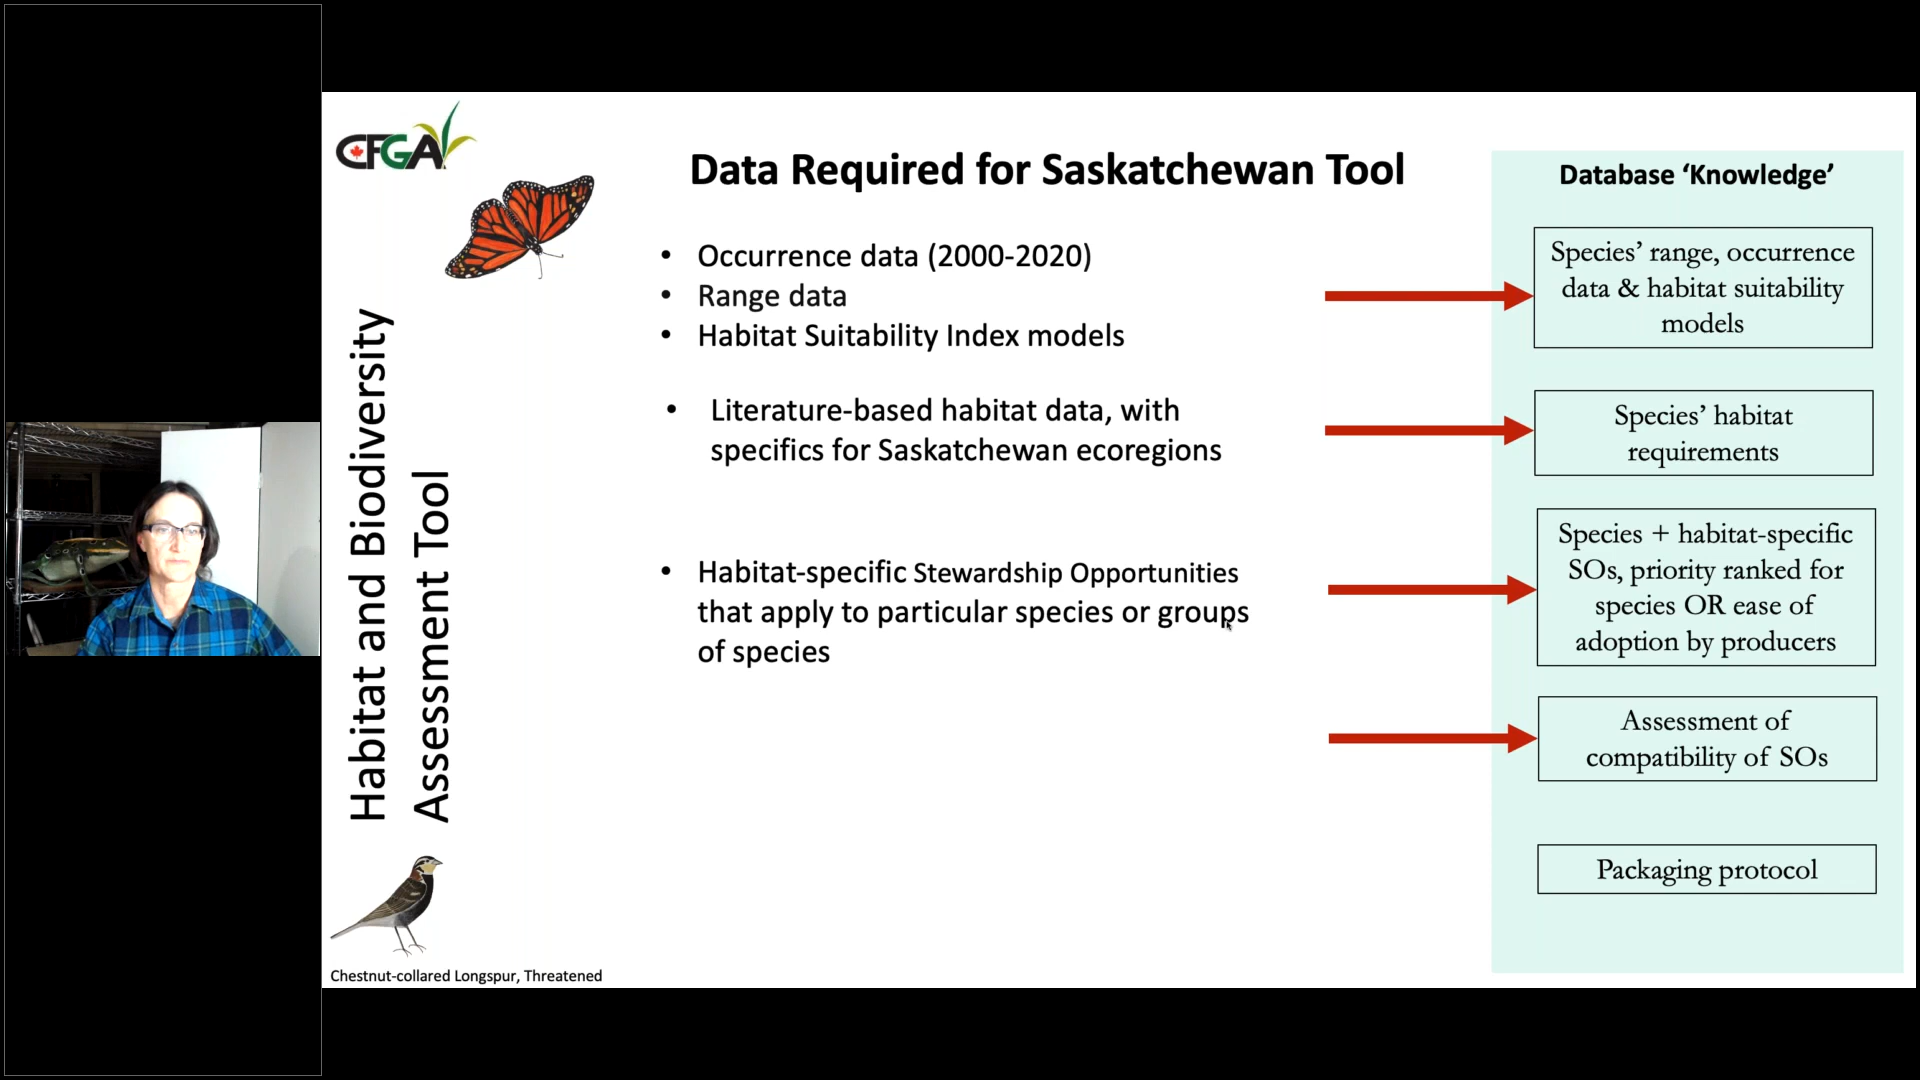 CFGA
Habitat and Biodiversity
Assessment Tool
Chestnut-collared Longspur, Threatened
Data Required for Saskatchewan Tool
• Occurrence data (2000-2020)
• Range data
• Habitat Suitability Index models
• Literature-based habitat data, with
specifics for Saskatchewan ecoregions
• Habitat-specific Stewardship Opportunities
that apply to particular species or groups
of species
Database ‘Knowledge’
Species’ range, occurrence
data & habitat suitability
models
Species’ habitat
requirements
Species + habitat-specific
SOs, priority ranked for
species OR ease of
adoption by producers
Assessment of
compatibility of SOs
Packaging protocol